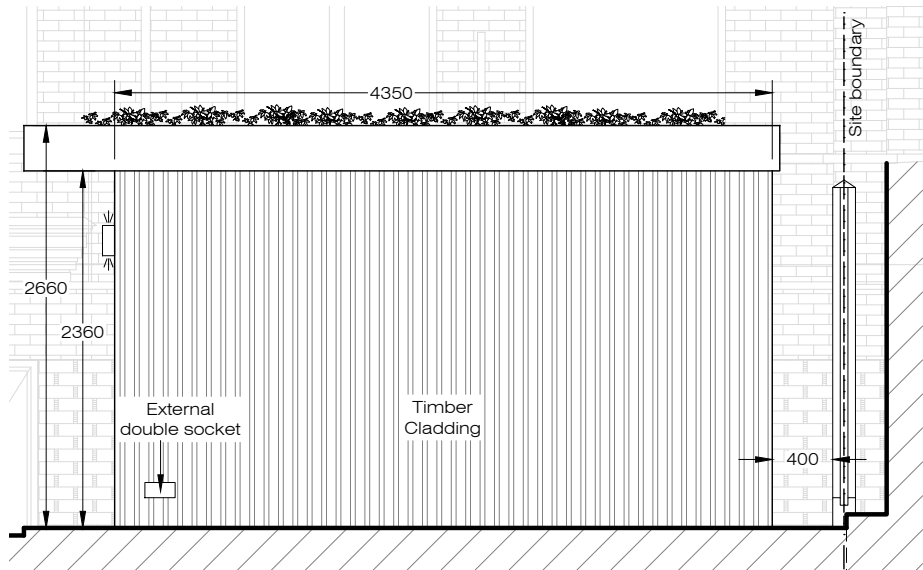 4350
Site boundary
2660
2360
External
double socket
Timber
Cladding
400